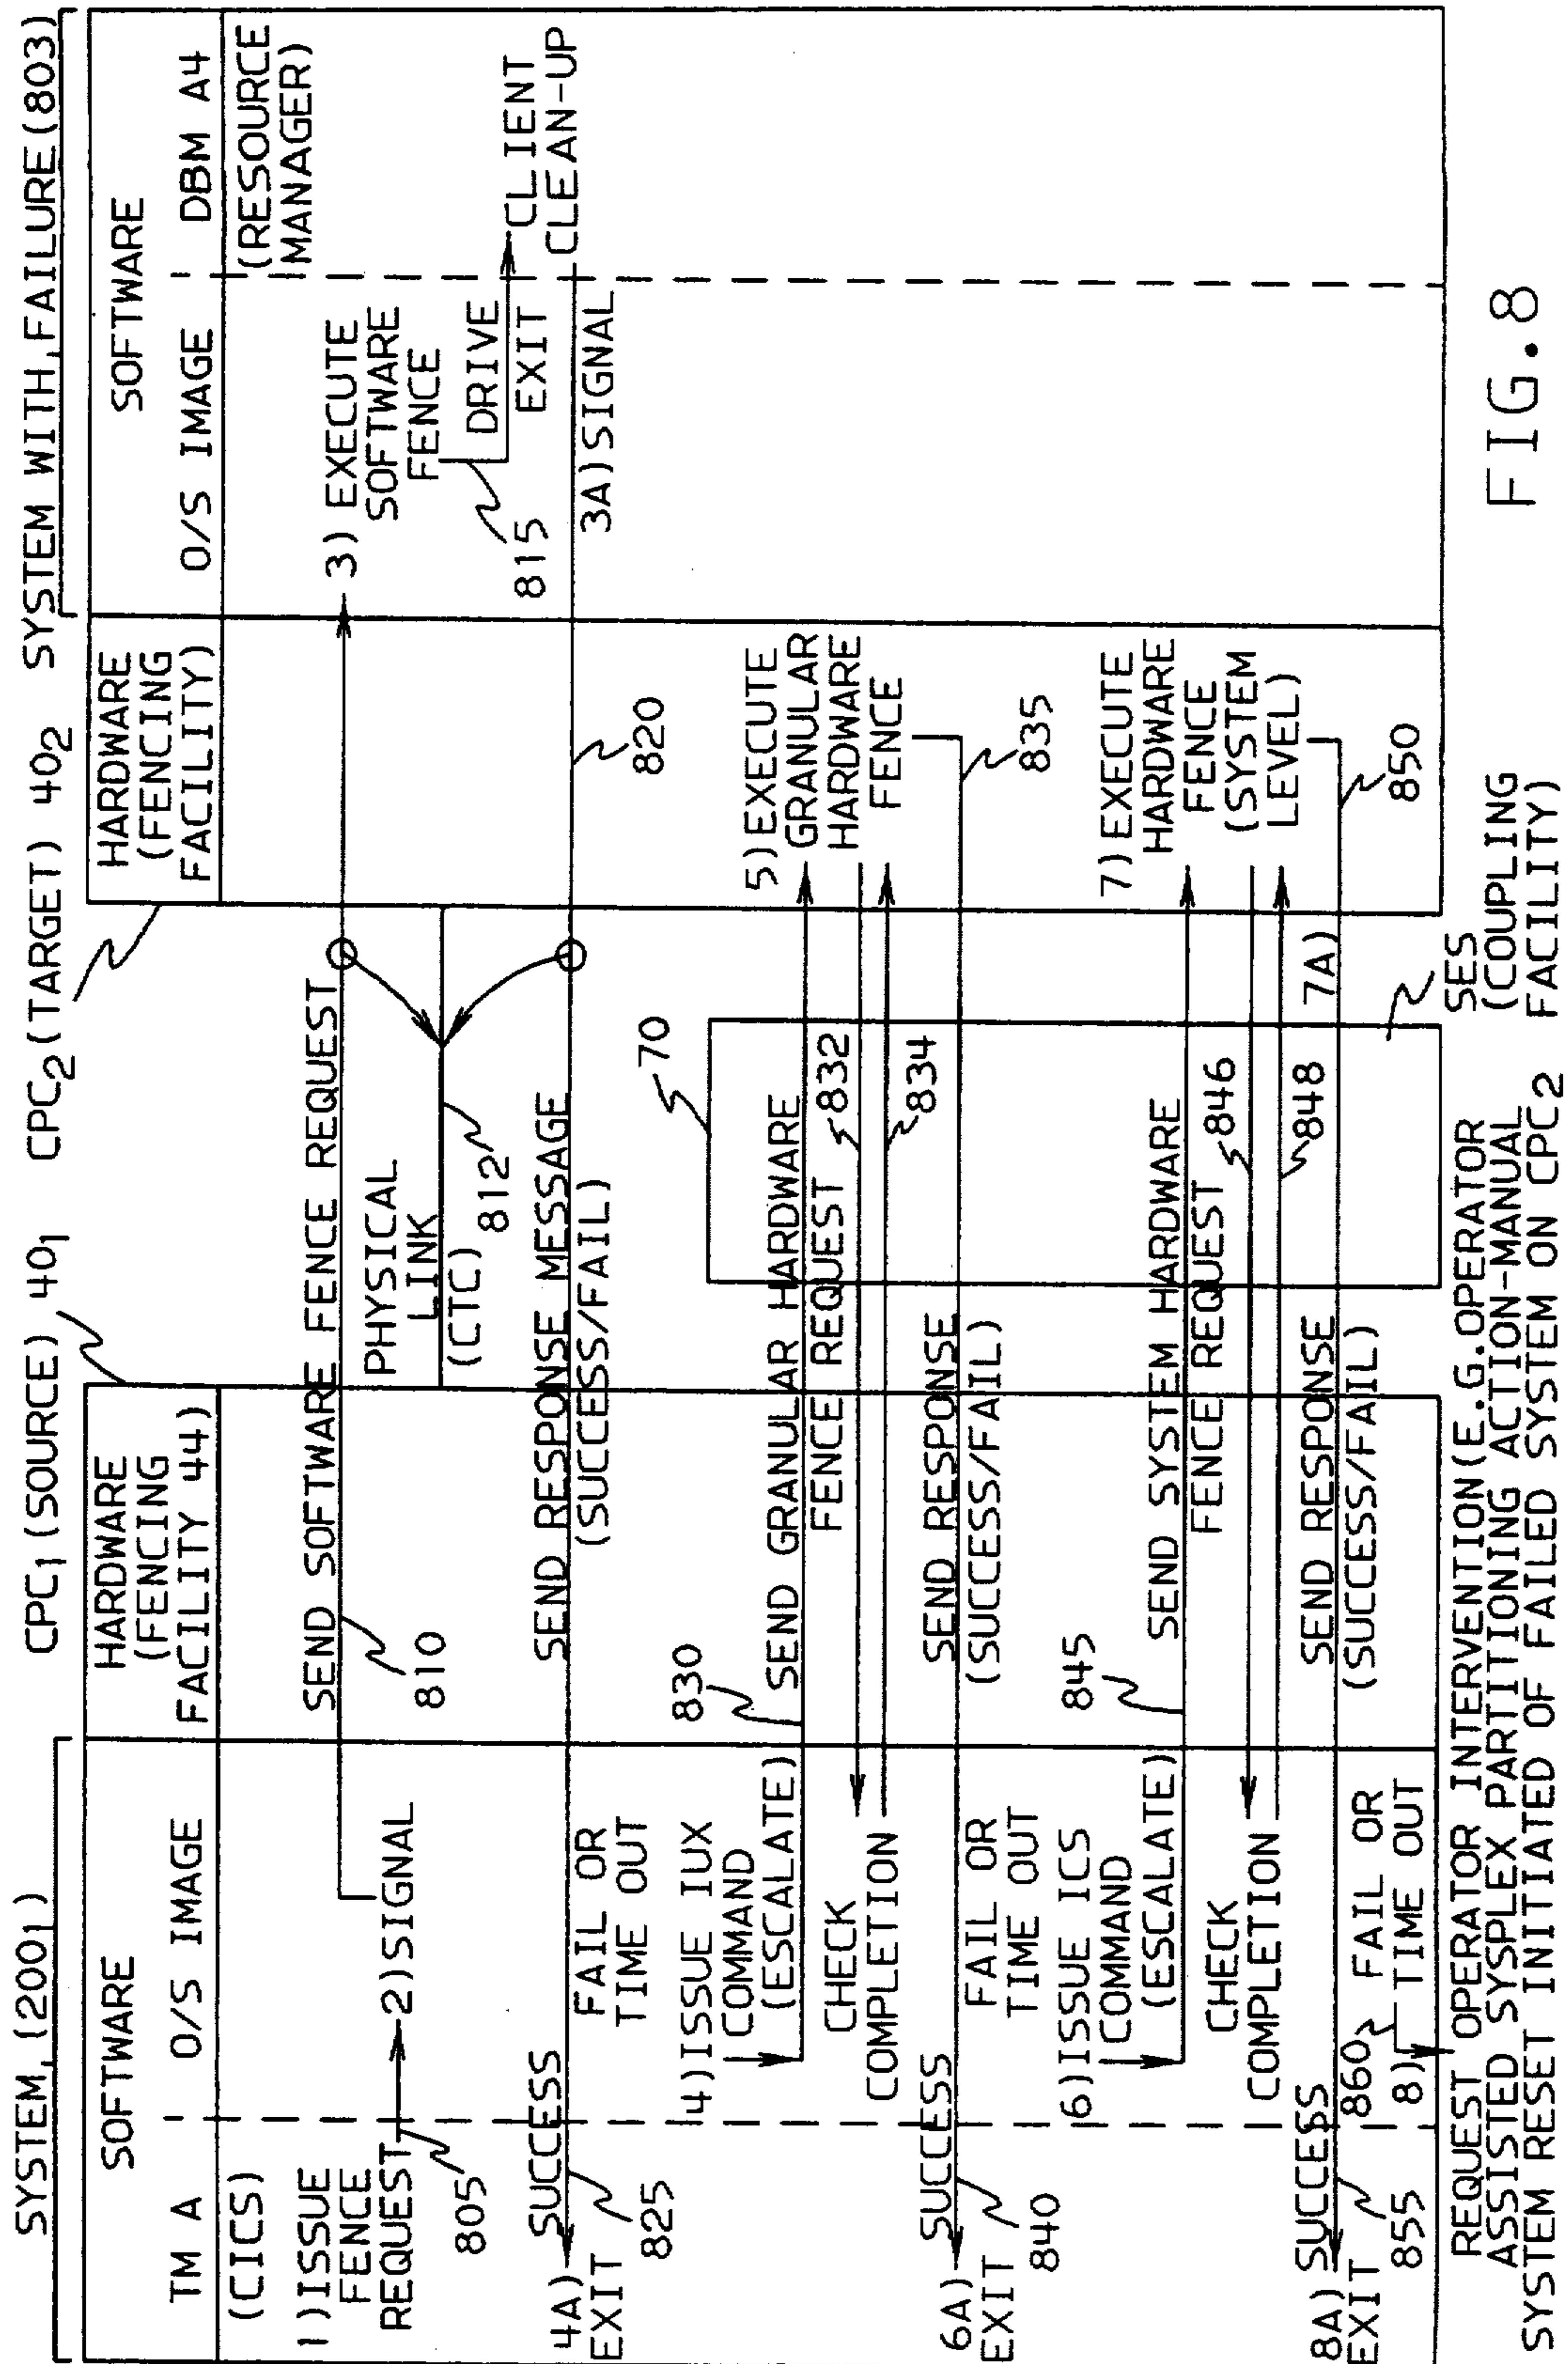 SYSTEM, (2001)
CPC1 (SOURCE) 401
CPC2 (TARGET) 402
SYSTEM WITH FAILURE (803)
SOFTWARE
TM A
O/S IMAGE
HARDWARE
(FENCING
FACILITY 44)
HARDWARE
(FENCING
FACILITY)
SOFTWARE
O/S IMAGE
DBM A4
(CICS)
(RESOURCE
MANAGER)
1) ISSUE
FENCE
REQUEST
805
2) SIGNAL
SEND SOFTWARE FENCE REQUEST
810
PHYSICAL
LINK
(CTC)
812
3) EXECUTE
SOFTWARE
FENCE
815
DRIVE
EXIT
CLIENT
CLEAN-UP
3A) SIGNAL
820
SEND RESPONSE MESSAGE
(SUCCESS/FAIL)
SUCCESS
4A)
EXIT
825
FAIL OR
TIME OUT
4) ISSUE IUX
COMMAND
(ESCALATE)
830
SEND GRANULAR HARDWARE
FENCE REQUEST
70
832
834
5) EXECUTE
GRANULAR
HARDWARE
FENCE
835
CHECK
COMPLETION
SEND RESPONSE
(SUCCESS/FAIL)
SUCCESS
6A)
EXIT
840
FAIL OR
TIME OUT
6) ISSUE ICS
COMMAND
(ESCALATE)
845
SEND SYSTEM HARDWARE
FENCE REQUEST
846
848
7) EXECUTE
HARDWARE
FENCE
(SYSTEM
LEVEL)
850
7A)
CHECK
COMPLETION
SEND RESPONSE
(SUCCESS/FAIL)
SUCCESS
8A)
EXIT
855
860
FAIL OR
TIME OUT
8)
SES
(COUPLING
FACILITY)
REQUEST OPERATOR INTERVENTION (E.G. OPERATOR
ASSISTED SYSPLEX PARTITIONING ACTION-MANUAL
SYSTEM RESET INITIATED OF FAILED SYSTEM ON CPC2
FIG. 8